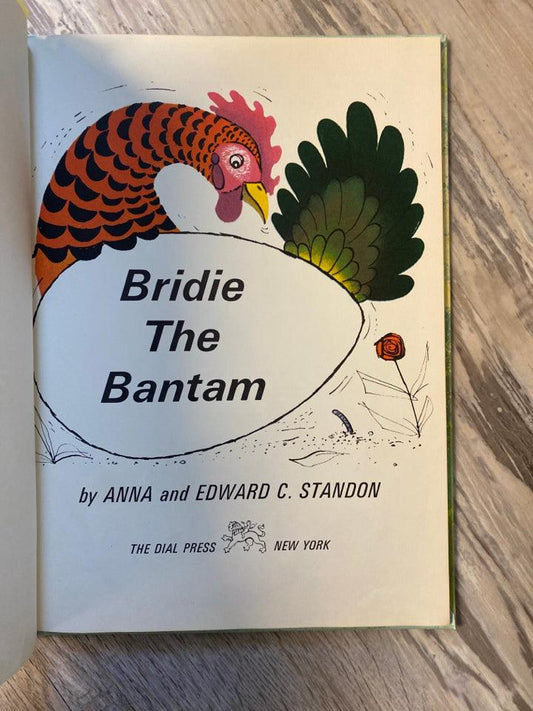 Bridie
The
Bantam
by ANNA and EDWARD C. STANDON
THE DIAL PRESS NEW YORK